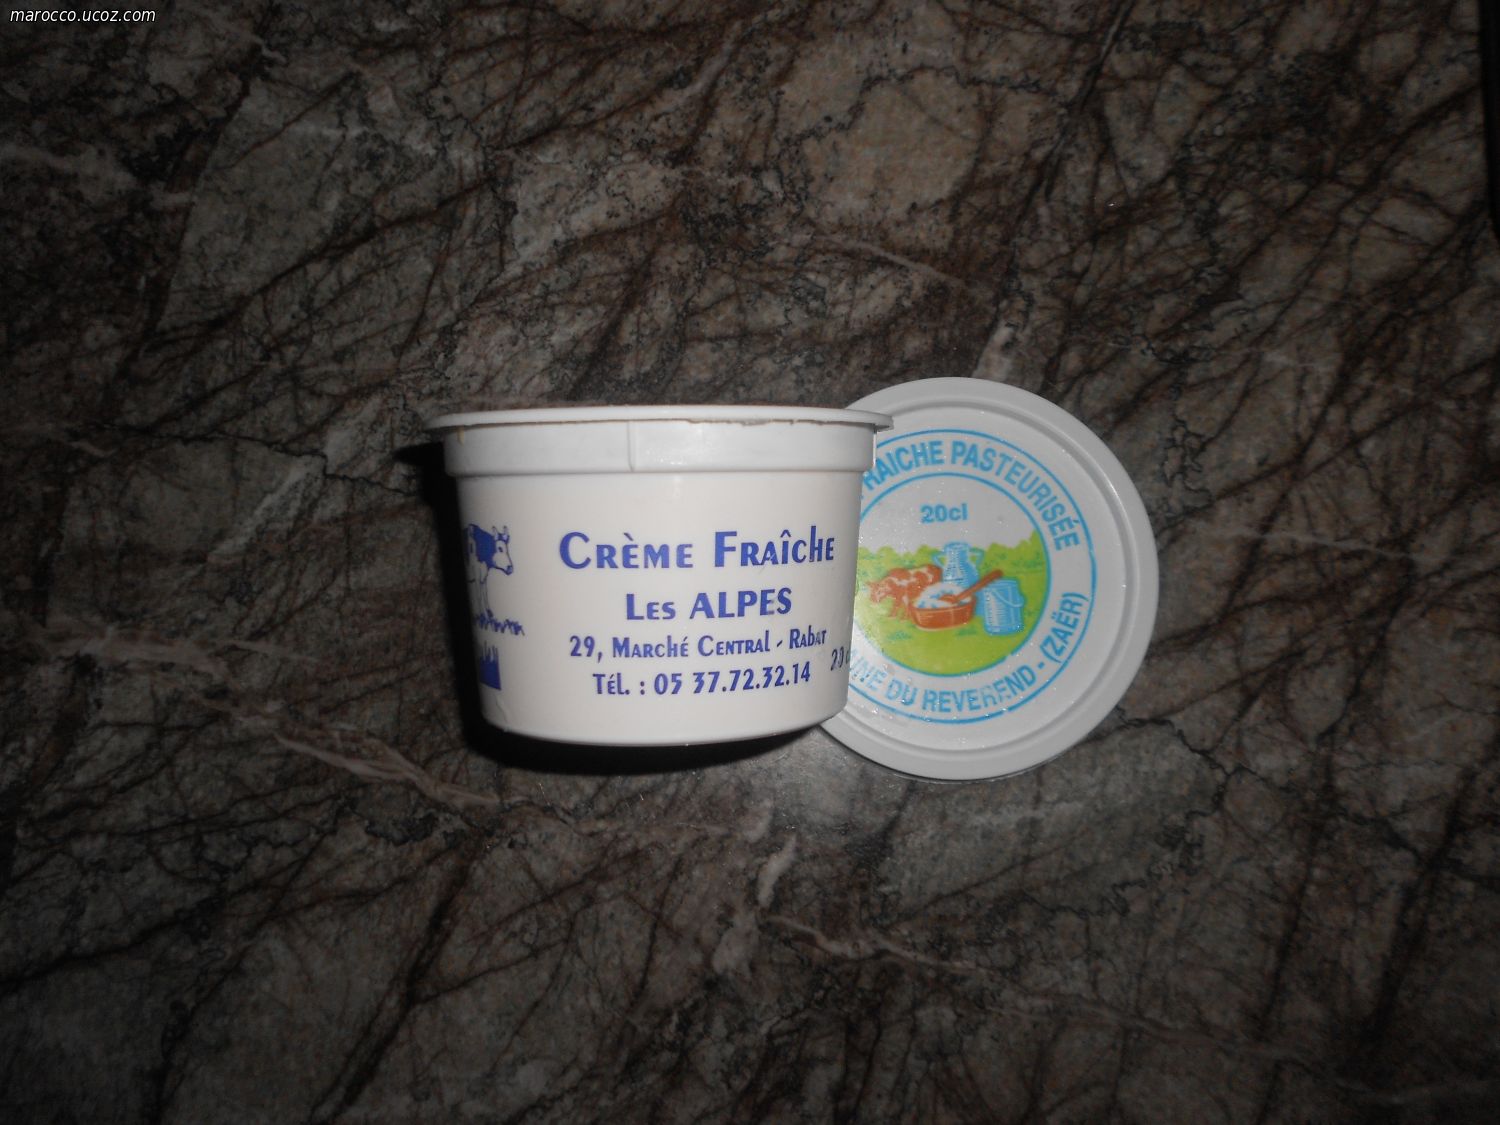 marocco.ucoz.com
CRÈME FRAÎCHE
LES ALPES
29, MARCHÉ CENTRAL - RABAT
TÉL. : 05 37.72.32.14
20
PASTEURISÉE
20cl
DU REVEREND - (ZAËR)